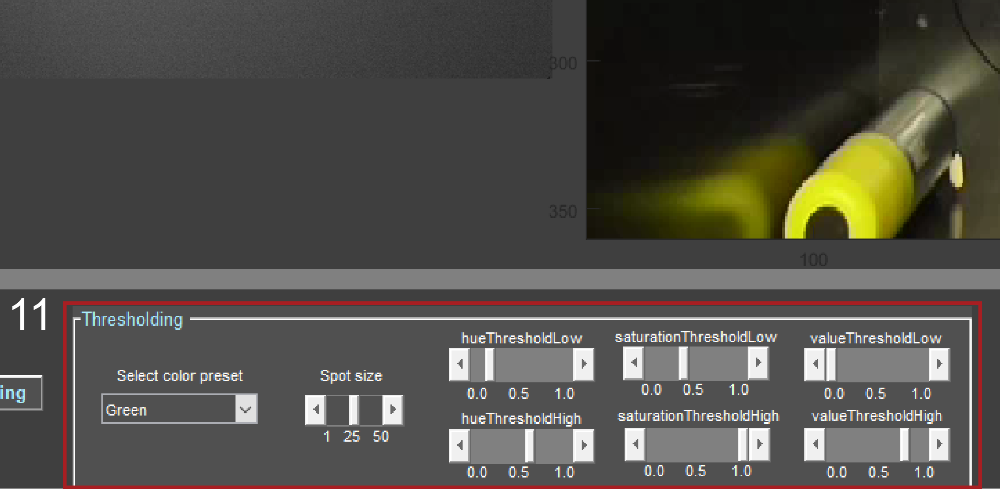 300
350
100
11
Thresholding
hueThresholdLow
saturationThresholdLow
valueThresholdLow
0.0 0.5 1.0
0.0 0.5 1.0
0.0 0.5 1.0
Select color preset
Spot size
ing
Green
1 25 50
hueThresholdHigh
saturationThresholdHigh
valueThresholdHigh
0.0 0.5 1.0
0.0 0.5 1.0
0.0 0.5 1.0